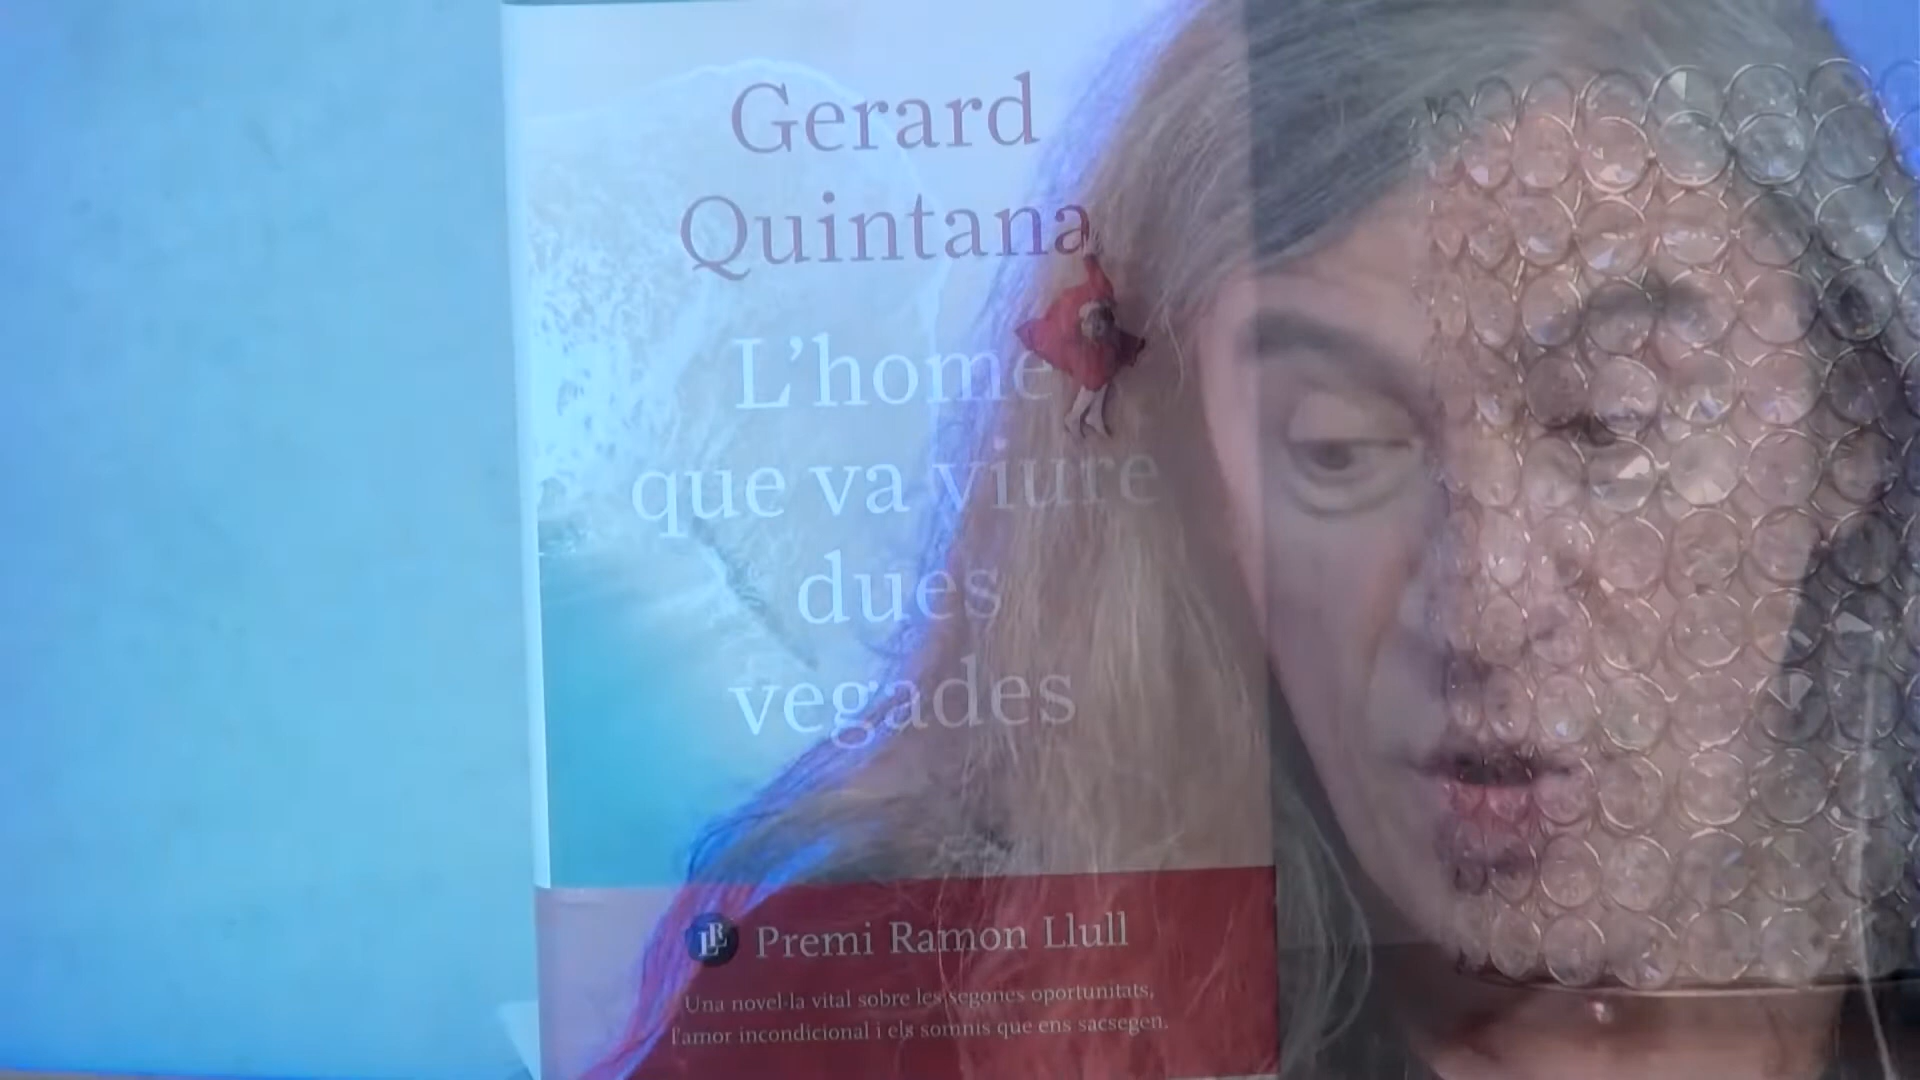 Gerard
Quintana
L'home
que va viure
dues
vegades
LR Premi Ramon Llull
Una novel·la vital sobre les segones oportunitats,
l'amor incondicional i els somnis que ens sacsegen.